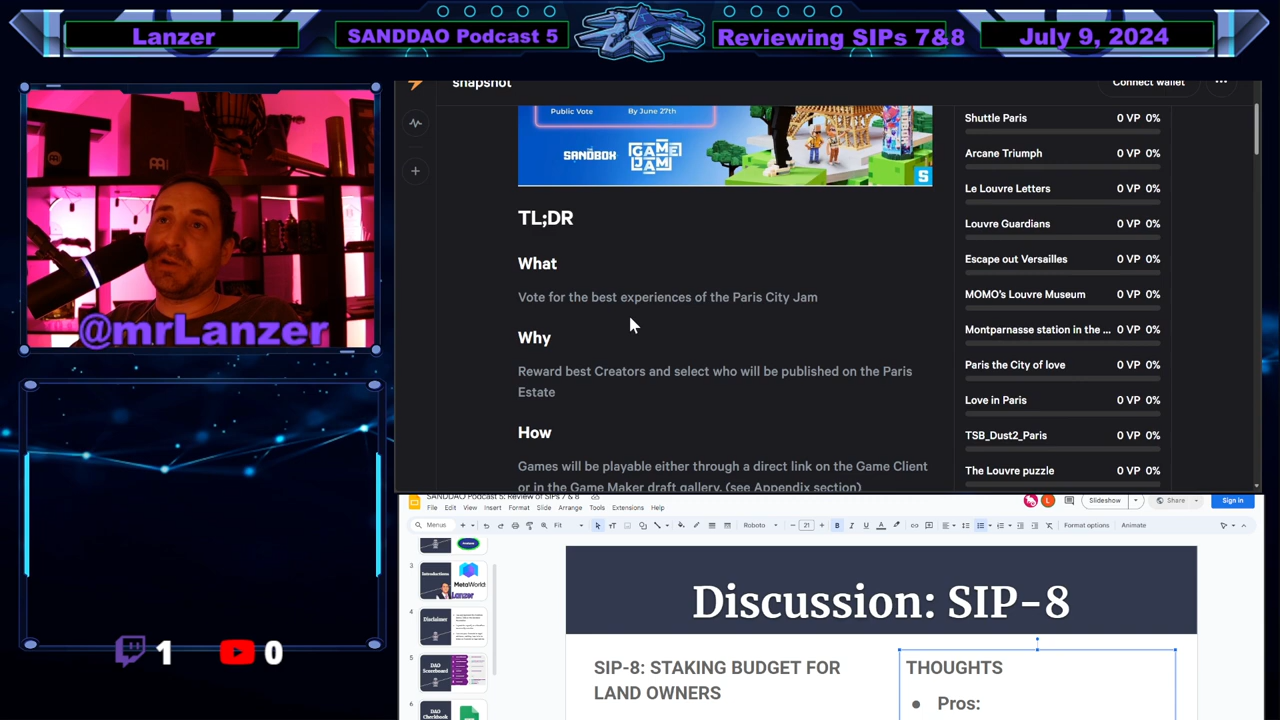 Lanzer
SANDDAO Podcast 5
Reviewing SIPs 7&8
July 9, 2024
@mrLanzer
1
0
snapshot
Connect wallet
Public Vote
By June 27th
THE SANDBOX
GAME JAM
S
TL;DR
What
Vote for the best experiences of the Paris City Jam
Why
Reward best Creators and select who will be published on the Paris
Estate
How
Games will be playable either through a direct link on the Game Client
or in the Game Maker draft gallery. (see Appendix section)
Shuttle Paris 0 VP 0%
Arcane Triumph 0 VP 0%
Le Louvre Letters 0 VP 0%
Louvre Guardians 0 VP 0%
Escape out Versailles 0 VP 0%
MOMO's Louvre Museum 0 VP 0%
Montparnasse station in the ... 0 VP 0%
Paris the City of love 0 VP 0%
Love in Paris 0 VP 0%
TSB_Dust2_Paris 0 VP 0%
The Louvre puzzle 0 VP 0%
SANDDAO Podcast 5: Review of SIPs 7 & 8
File Edit View Insert Format Slide Arrange Tools Extensions Help
Slideshow
Share
Sign in
Menus
Fit
Roboto
21
Format options
Animate
3
Introductions
MetaWorld
Lanzer
4
Disclaimer
5
DAO
Scoreboard
6
DAO
Checkbook
Discussion: SIP-8
SIP-8: STAKING BUDGET FOR
LAND OWNERS
THOUGHTS
● Pros: